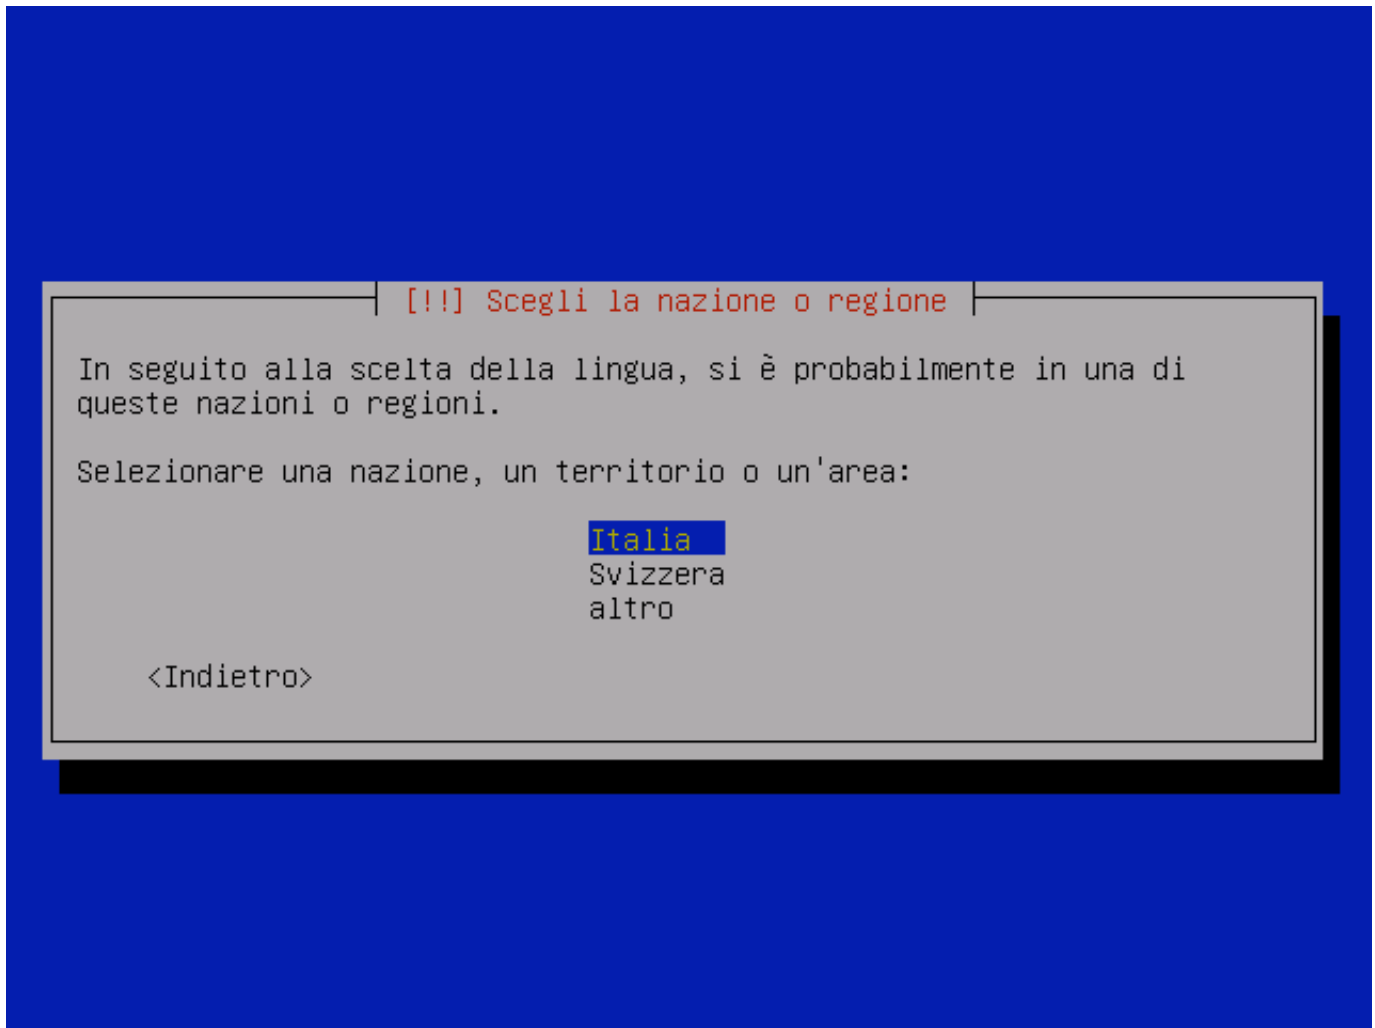 [!!] Scegli la nazione o regione
In seguito alla scelta della lingua, si è probabilmente in una di
queste nazioni o regioni.
Selezionare una nazione, un territorio o un'area:
Italia
Svizzera
altro
<Indietro>